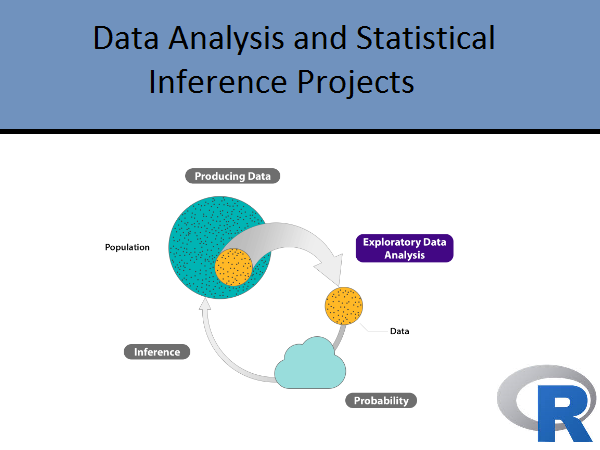 Data Analysis and Statistical
Inference Projects
Producing Data
Population
Exploratory Data
Analysis
Data
Inference
Probability
R